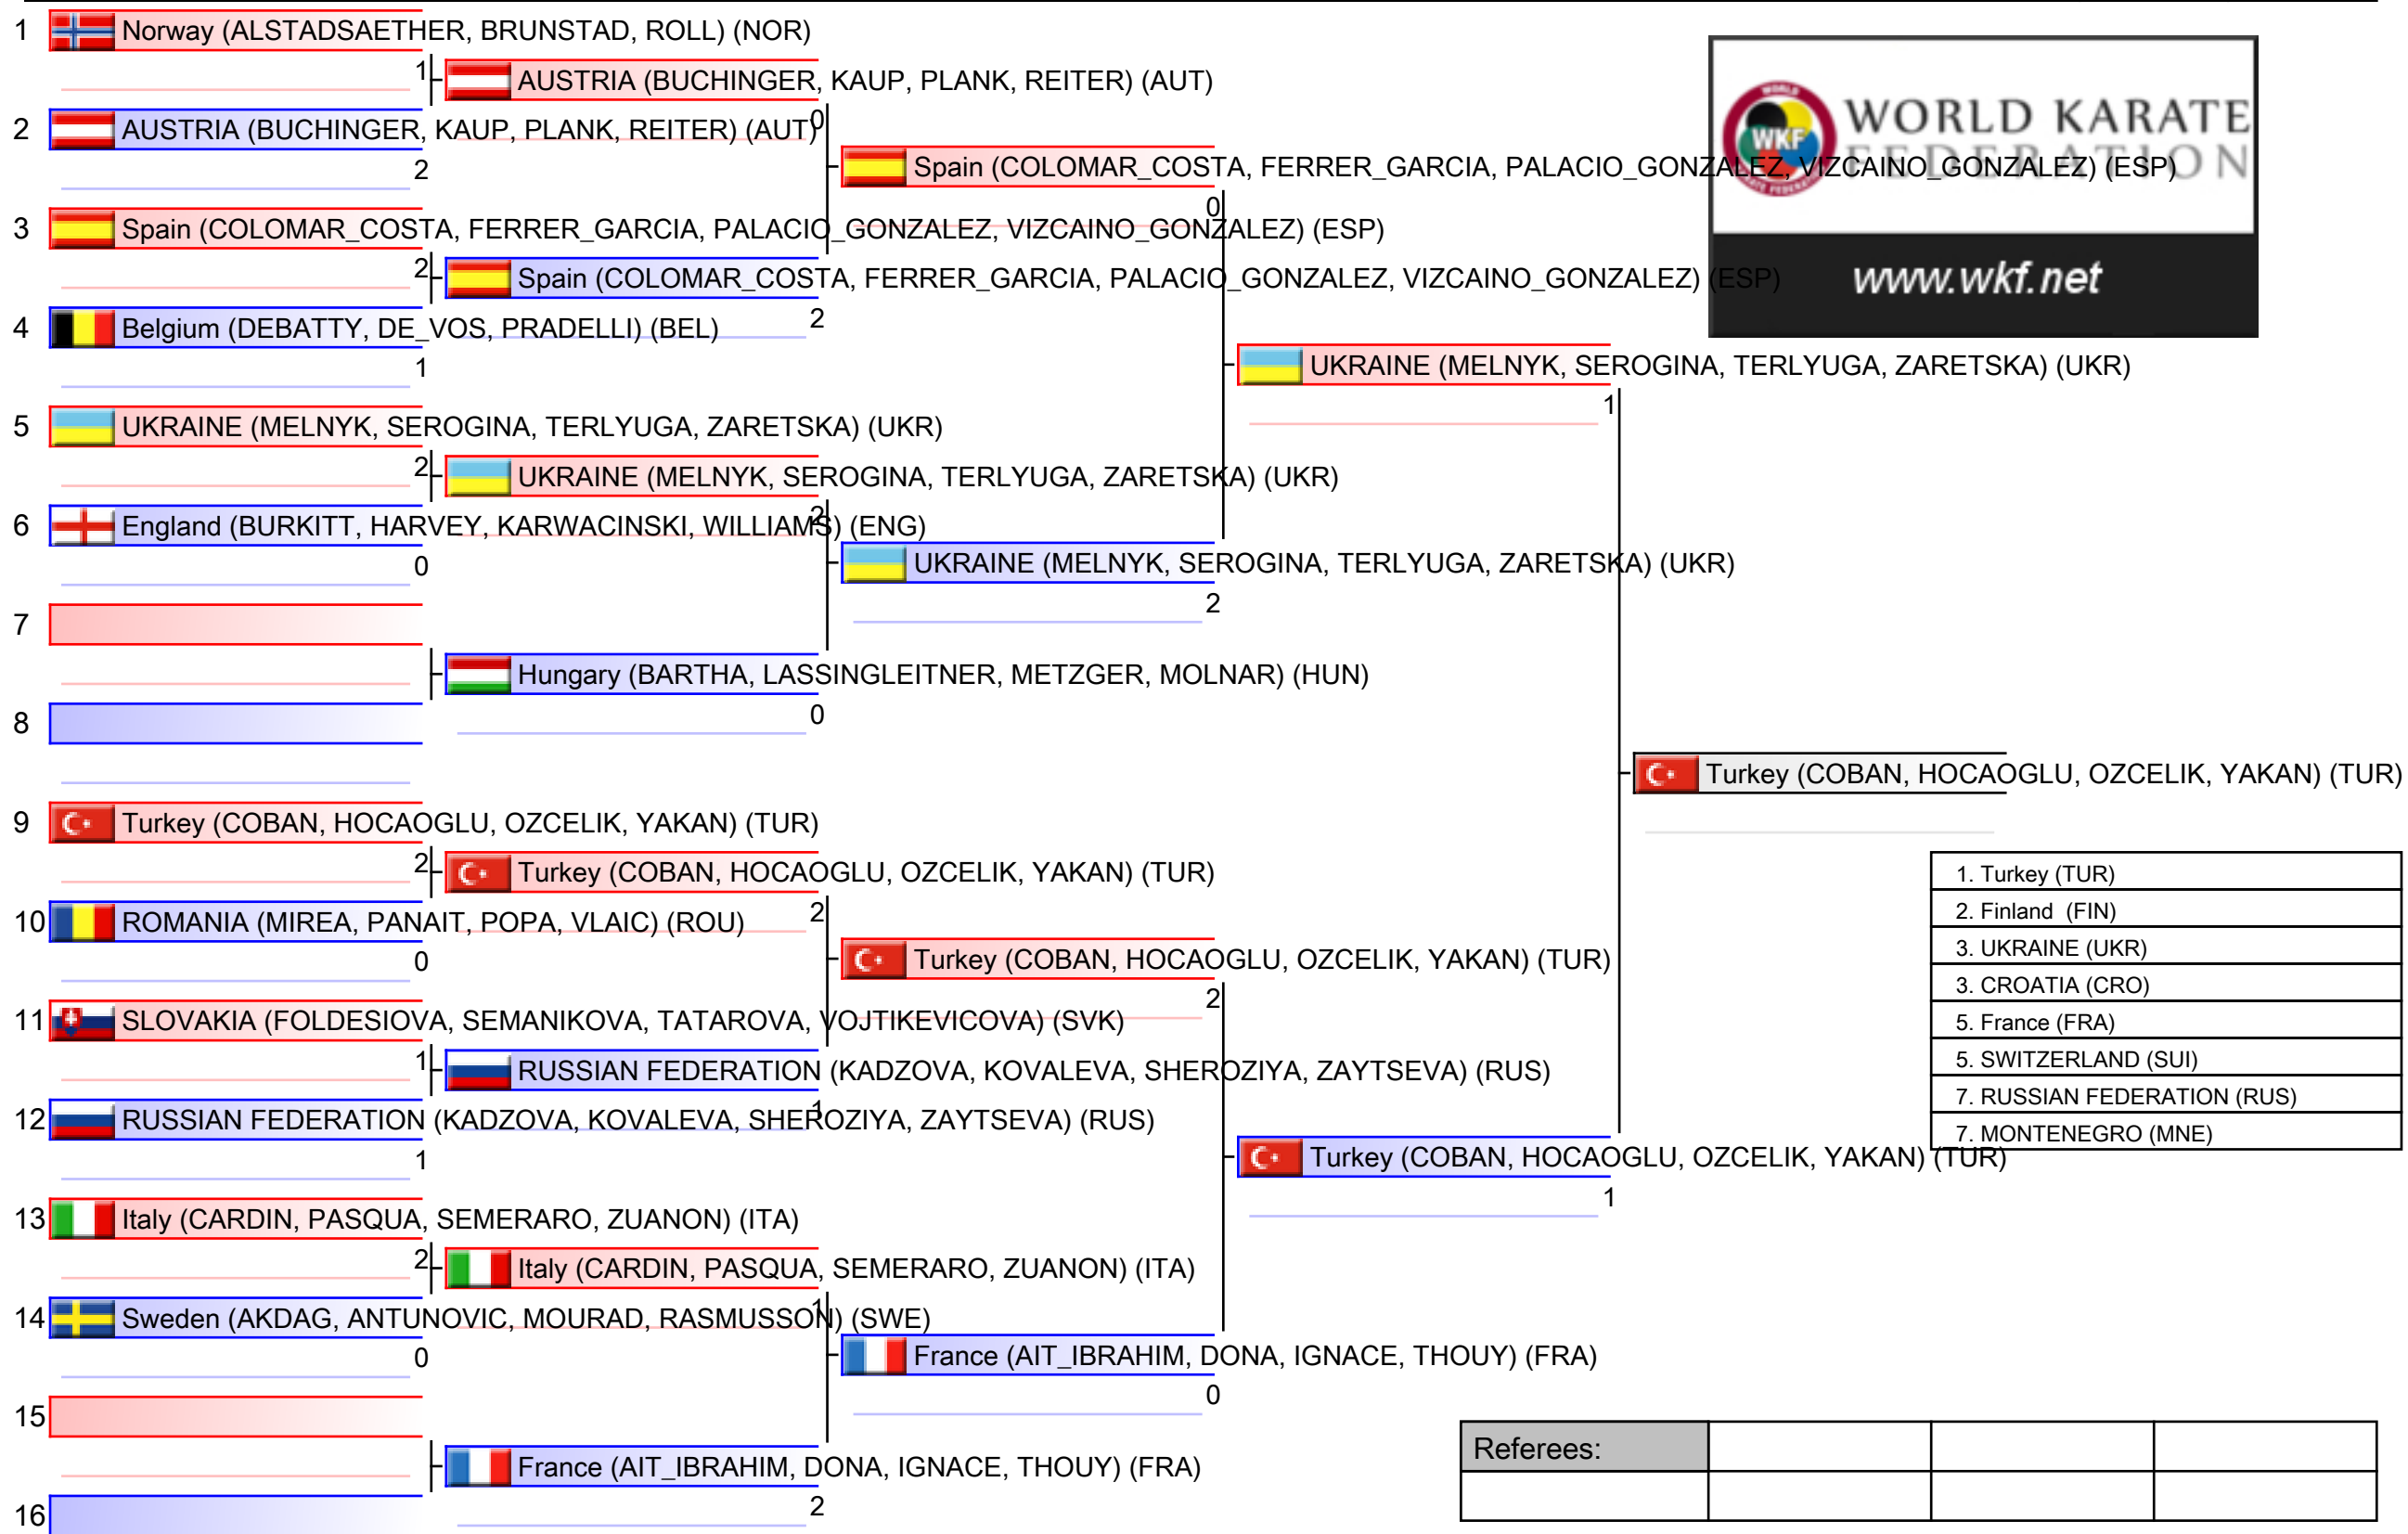 1 Norway (ALSTADSAETHER, BRUNSTAD, ROLL) (NOR)
1
AUSTRIA (BUCHINGER, KAUP, PLANK, REITER) (AUT)
0
2 AUSTRIA (BUCHINGER, KAUP, PLANK, REITER) (AUT)
2
Spain (COLOMAR_COSTA, FERRER_GARCIA, PALACIO_GONZALEZ, VIZCAINO_GONZALEZ) (ESP)
0
3 Spain (COLOMAR_COSTA, FERRER_GARCIA, PALACIO_GONZALEZ, VIZCAINO_GONZALEZ) (ESP)
2
Spain (COLOMAR_COSTA, FERRER_GARCIA, PALACIO_GONZALEZ, VIZCAINO_GONZALEZ) (ESP)
2
4 Belgium (DEBATTY, DE_VOS, PRADELLI) (BEL)
1
UKRAINE (MELNYK, SEROGINA, TERLYUGA, ZARETSKA) (UKR)
1
5 UKRAINE (MELNYK, SEROGINA, TERLYUGA, ZARETSKA) (UKR)
2
UKRAINE (MELNYK, SEROGINA, TERLYUGA, ZARETSKA) (UKR)
2
6 England (BURKITT, HARVEY, KARWACINSKI, WILLIAMS) (ENG)
0
UKRAINE (MELNYK, SEROGINA, TERLYUGA, ZARETSKA) (UKR)
2
7
Hungary (BARTHA, LASSINGLEITNER, METZGER, MOLNAR) (HUN)
0
8
Turkey (COBAN, HOCAOGLU, OZCELIK, YAKAN) (TUR)
9 Turkey (COBAN, HOCAOGLU, OZCELIK, YAKAN) (TUR)
2
Turkey (COBAN, HOCAOGLU, OZCELIK, YAKAN) (TUR)
2
10 ROMANIA (MIREA, PANAIT, POPA, VLAIC) (ROU)
0
Turkey (COBAN, HOCAOGLU, OZCELIK, YAKAN) (TUR)
2
11 SLOVAKIA (FOLDESIOVA, SEMANIKOVA, TATAROVA, VOJTIKEVICOVA) (SVK)
1
RUSSIAN FEDERATION (KADZOVA, KOVALEVA, SHEROZIYA, ZAYTSEVA) (RUS)
1
12 RUSSIAN FEDERATION (KADZOVA, KOVALEVA, SHEROZIYA, ZAYTSEVA) (RUS)
1
Turkey (COBAN, HOCAOGLU, OZCELIK, YAKAN) (TUR)
1
13 Italy (CARDIN, PASQUA, SEMERARO, ZUANON) (ITA)
2
Italy (CARDIN, PASQUA, SEMERARO, ZUANON) (ITA)
1
14 Sweden (AKDAG, ANTUNOVIC, MOURAD, RASMUSSON) (SWE)
0
France (AIT_IBRAHIM, DONA, IGNACE, THOUY) (FRA)
0
15
France (AIT_IBRAHIM, DONA, IGNACE, THOUY) (FRA)
2
16
WKF
WORLD KARATE
FEDERATION
www.wkf.net
1. Turkey (TUR)
2. Finland (FIN)
3. UKRAINE (UKR)
3. CROATIA (CRO)
5. France (FRA)
5. SWITZERLAND (SUI)
7. RUSSIAN FEDERATION (RUS)
7. MONTENEGRO (MNE)
Referees: